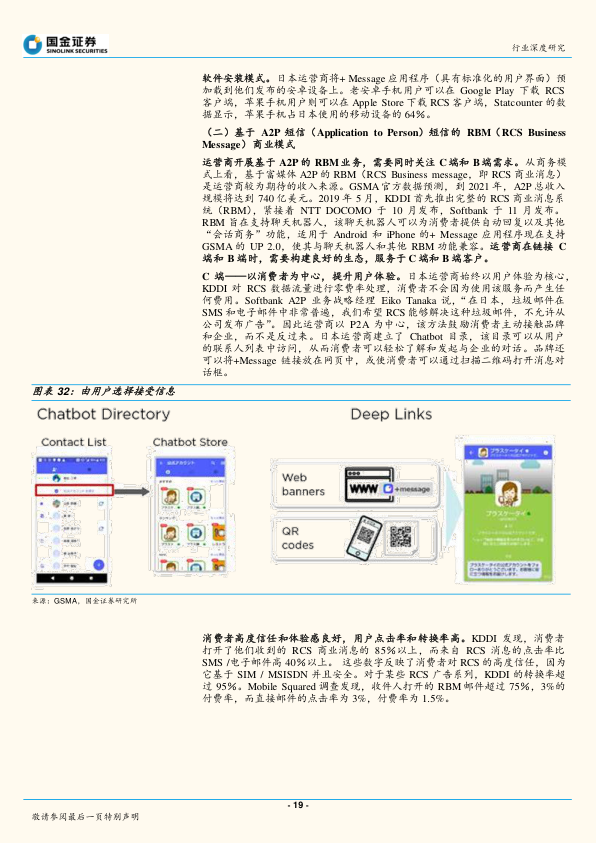 国金证券
SINOLINK SECURITIES
行业深度研究
软件安装模式。日本运营商将+ Message 应用程序（具有标准化的用户界面）预
加载到他们发布的安卓设备上。老安卓手机用户可以在 Google Play 下载 RCS
客户端，苹果手机用户则可以在 Apple Store 下载 RCS 客户端，Statcounter 的数
据显示，苹果手机占日本使用的移动设备的 64%。
（二）基于 A2P 短信（Application to Person）短信的 RBM（RCS Business
Message）商业模式
运营商开展基于 A2P 的 RBM 业务，需要同时关注 C 端和 B 端需求。从商务模
式上看，基于富媒体 A2P 的 RBM（RCS Business message，即 RCS 商业消息）
是运营商较为期待的收入来源。GSMA 官方数据预测，到 2021 年，A2P 总收入
规模将达到 740 亿美元。2019 年 5 月，KDDI 首先推出完整的 RCS 商业消息系
统（RBM），紧接着 NTT DOCOMO 于 10 月发布，Softbank 于 11 月发布。
RBM 旨在支持聊天机器人，该聊天机器人可以为消费者提供自动回复以及其他
“会话商务”功能，适用于 Android 和 iPhone 的+ Message 应用程序现在支持
GSMA 的 UP 2.0，使其与聊天机器人和其他 RBM 功能兼容。运营商在链接 C
端和 B 端时，需要构建良好的生态，服务于 C 端和 B 端客户。
C 端——以消费者为中心，提升用户体验。日本运营商始终以用户体验为核心，
KDDI 对 RCS 数据流量进行零费率处理，消费者不会因为使用该服务而产生任
何费用。Softbank A2P 业务战略经理 Eiko Tanaka 说，“在日本，垃圾邮件在
SMS 和电子邮件中非常普遍，我们希望 RCS 能够解决这种垃圾邮件，不允许从
公司发布广告”。因此运营商以 P2A 为中心，该方法鼓励消费者主动接触品牌
和企业，而不是反过来。日本运营商建立了 Chatbot 目录，该目录可以从用户
的联系人列表中访问，从而消费者可以轻松了解和发起与企业的对话。品牌还
可以将+Message 链接放在网页中，或使消费者可以通过扫描二维码打开消息对
话框。
图表 32：由用户选择接受信息
Chatbot Directory
Deep Links
Contact List
Chatbot Store
Web
banners
WWW
+message
QR
codes
プラスケータイ
来源：GSMA，国金证券研究所
消费者高度信任和体验感良好，用户点击率和转换率高。KDDI 发现，消费者
打开了他们收到的 RCS 商业消息的 85%以上，而来自 RCS 消息的点击率比
SMS /电子邮件高 40%以上。 这些数字反映了消费者对 RCS 的高度信任，因为
它基于 SIM / MSISDN 并且安全。对于某些 RCS 广告系列，KDDI 的转换率超
过 95%。Mobile Squared 调查发现，收件人打开的 RBM 邮件超过 75%，3%的
付费率，而直接邮件的点击率为 3%，付费率为 1.5%。
- 19 -
敬请参阅最后一页特别声明